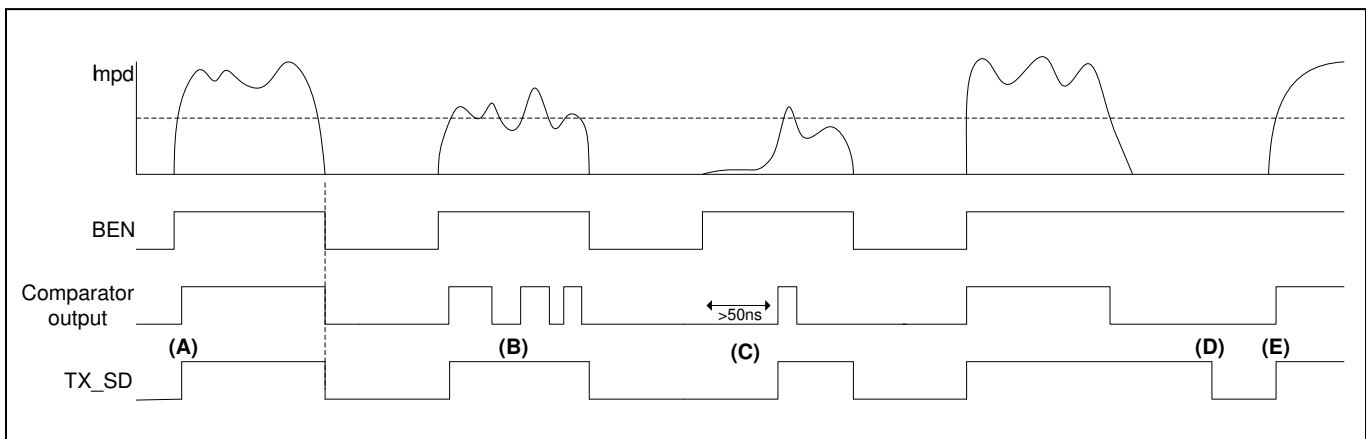 Impd
BEN
Comparator
output
>50ns
(A)
(B)
(C)
(D)
(E)
TX_SD